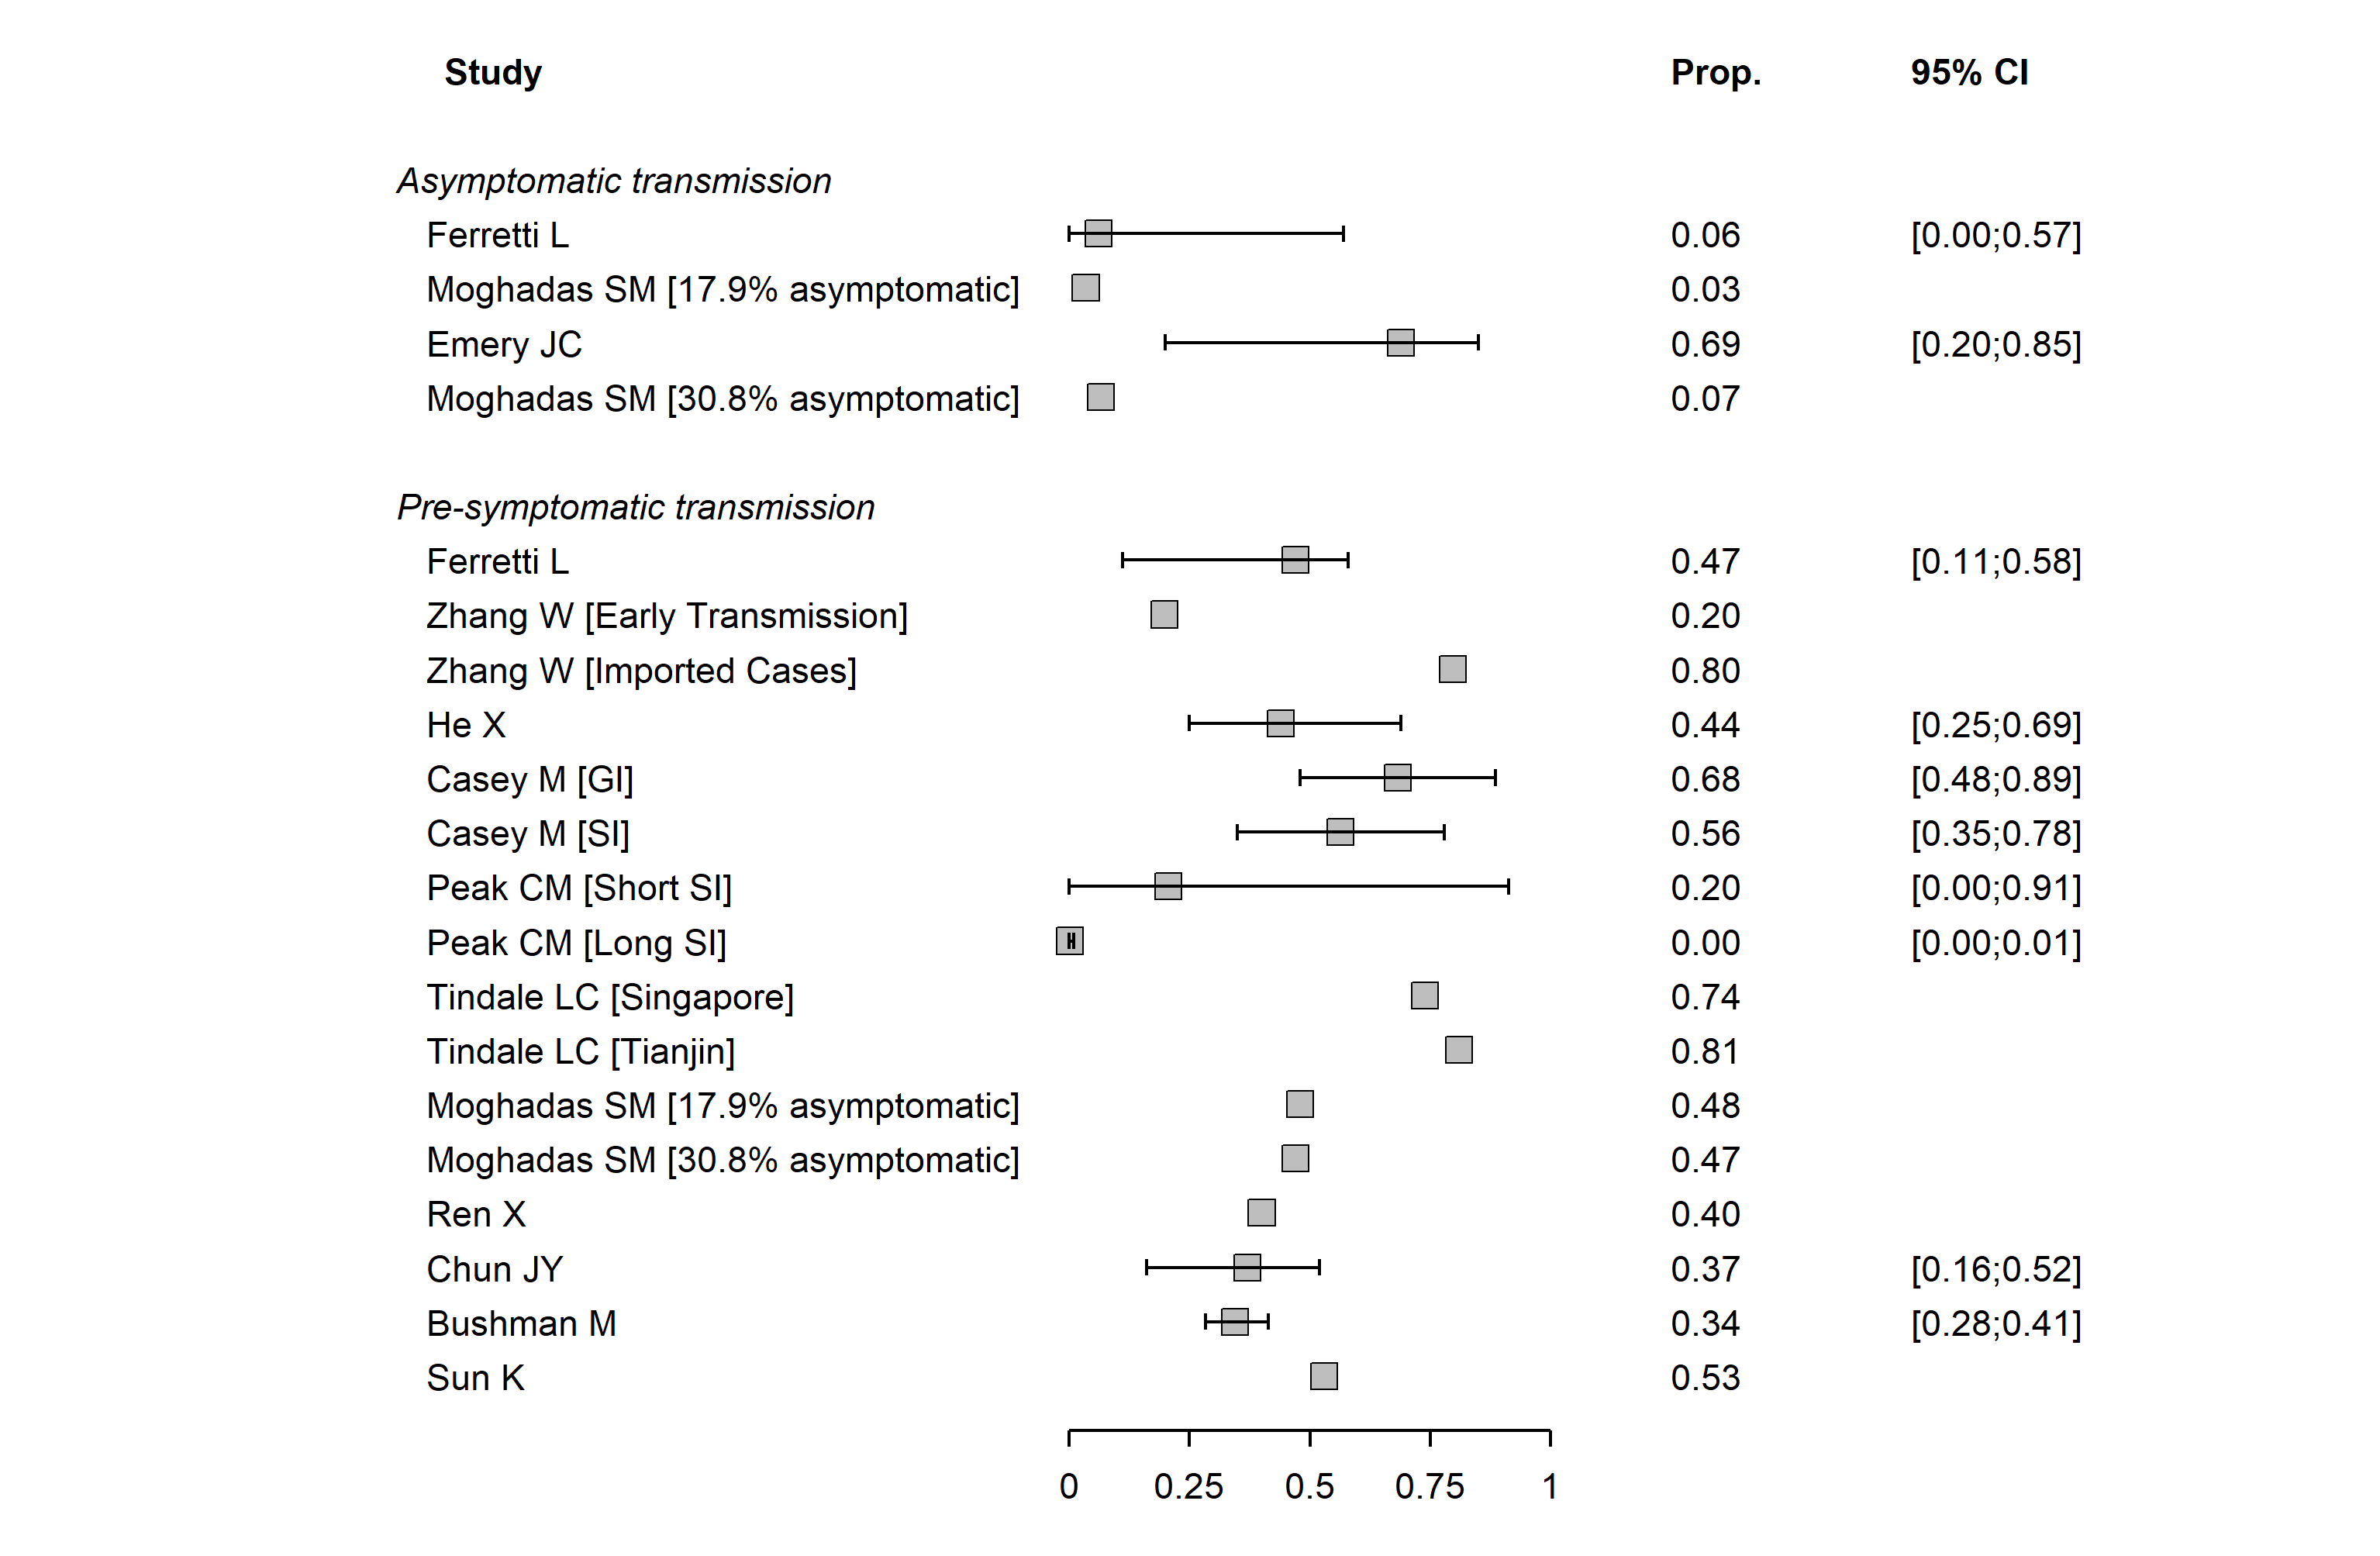 Study Prop. 95% CI
Asymptomatic transmission
Ferretti L 0.06 [0.00;0.57]
Moghadas SM [17.9% asymptomatic] 0.03
Emery JC 0.69 [0.20;0.85]
Moghadas SM [30.8% asymptomatic] 0.07
Pre-symptomatic transmission
Ferretti L 0.47 [0.11;0.58]
Zhang W [Early Transmission] 0.20
Zhang W [Imported Cases] 0.80
He X 0.44 [0.25;0.69]
Casey M [GI] 0.68 [0.48;0.89]
Casey M [SI] 0.56 [0.35;0.78]
Peak CM [Short SI] 0.20 [0.00;0.91]
Peak CM [Long SI] 0.00 [0.00;0.01]
Tindale LC [Singapore] 0.74
Tindale LC [Tianjin] 0.81
Moghadas SM [17.9% asymptomatic] 0.48
Moghadas SM [30.8% asymptomatic] 0.47
Ren X 0.40
Chun JY 0.37 [0.16;0.52]
Bushman M 0.34 [0.28;0.41]
Sun K 0.53
0 0.25 0.5 0.75 1